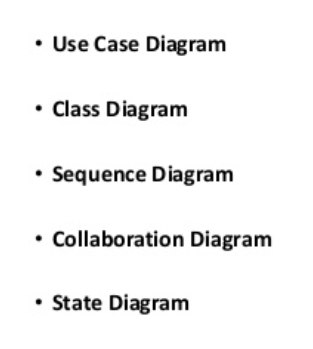 • Use Case Diagram
• Class Diagram
• Sequence Diagram
• Collaboration Diagram
• State Diagram